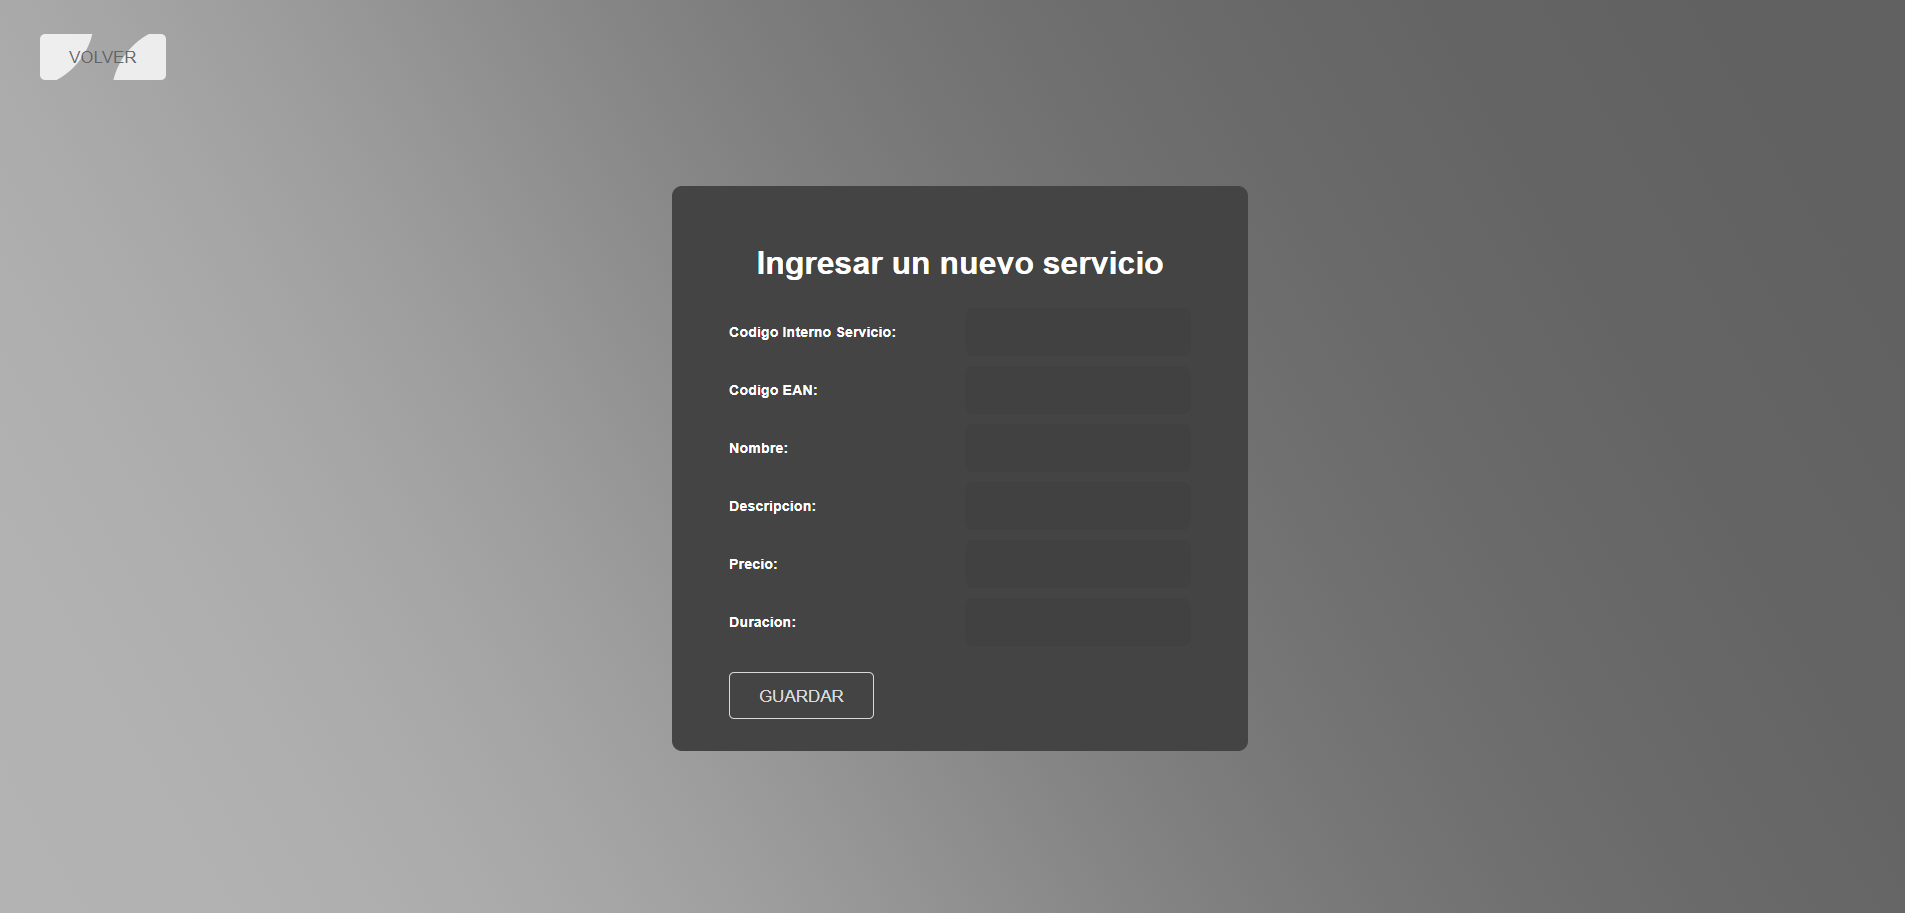 VOLVER
Ingresar un nuevo servicio
Codigo Interno Servicio:
Codigo EAN:
Nombre:
Descripcion:
Precio:
Duracion:
GUARDAR